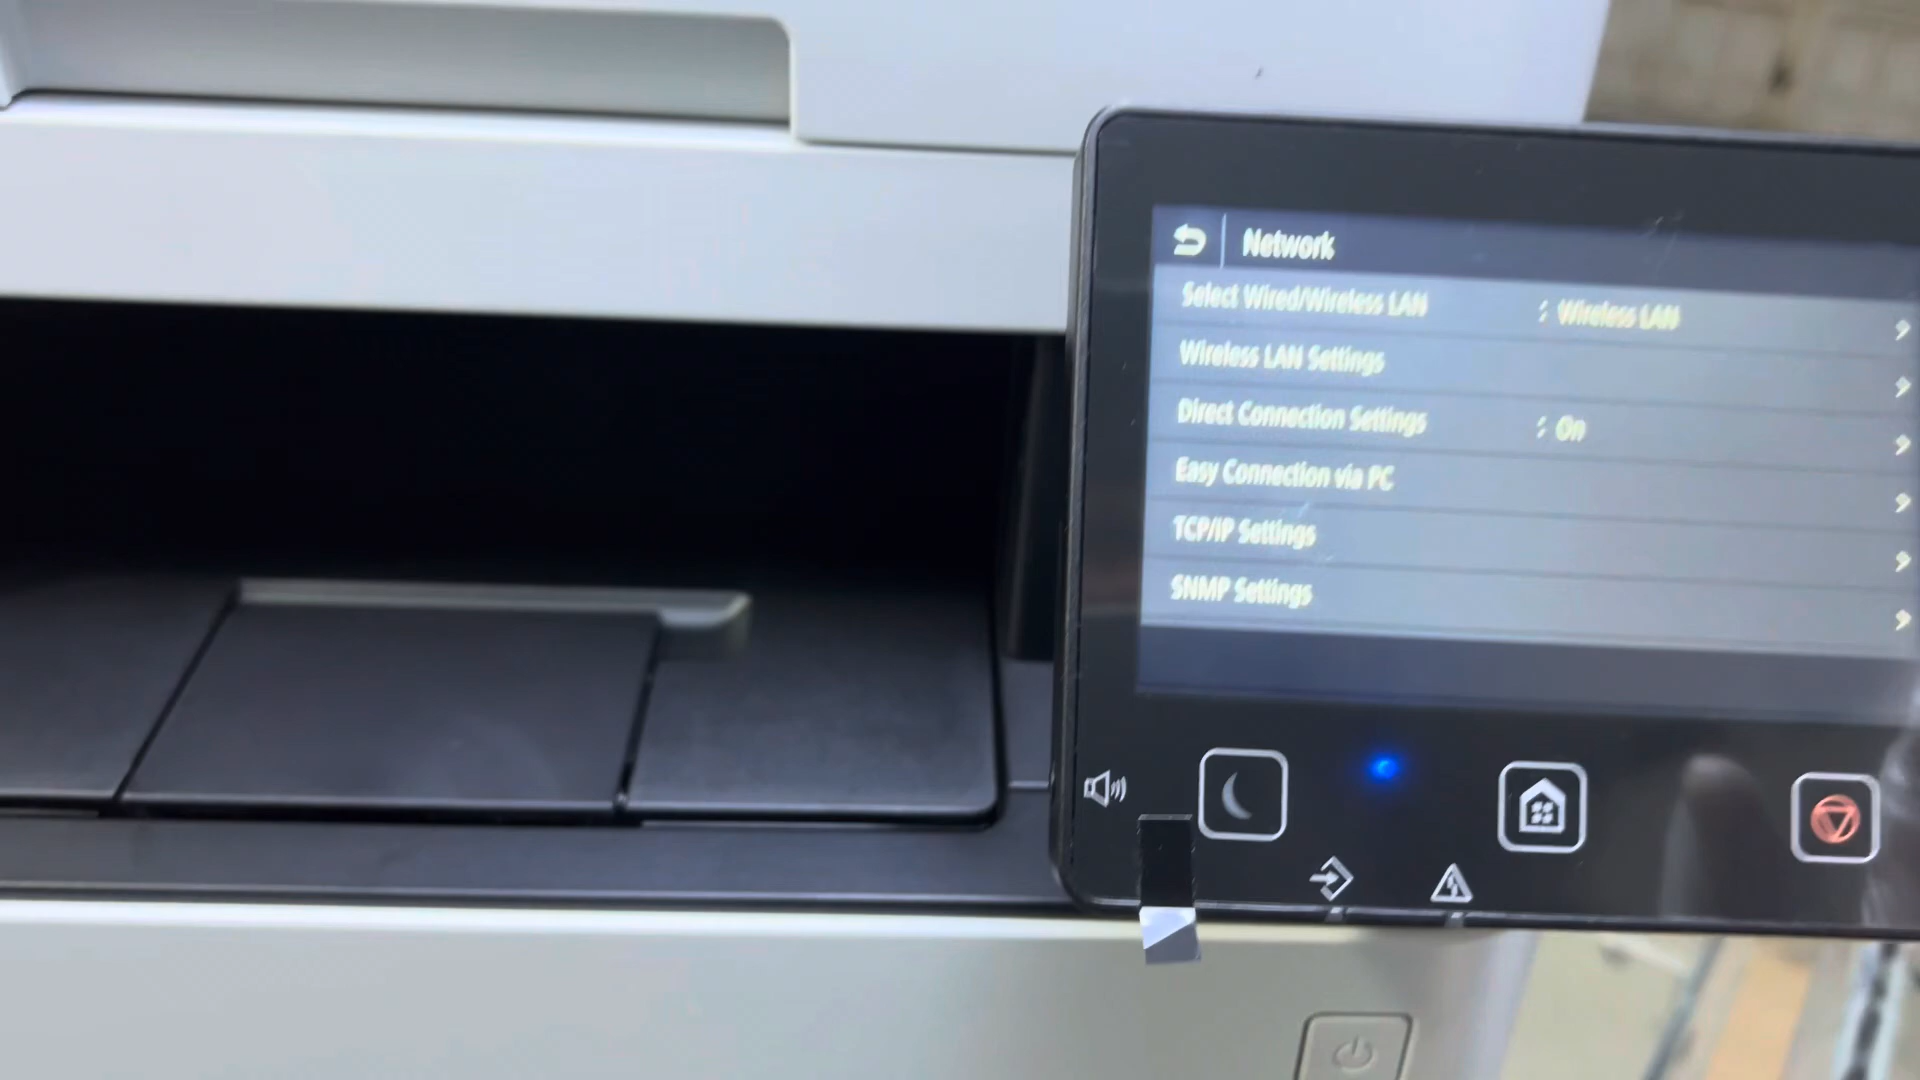 Network
Select Wired/Wireless LAN : Wireless LAN
Wireless LAN Settings
Direct Connection Settings : On
Easy Connection via PC
TCP/IP Settings
SNMP Settings